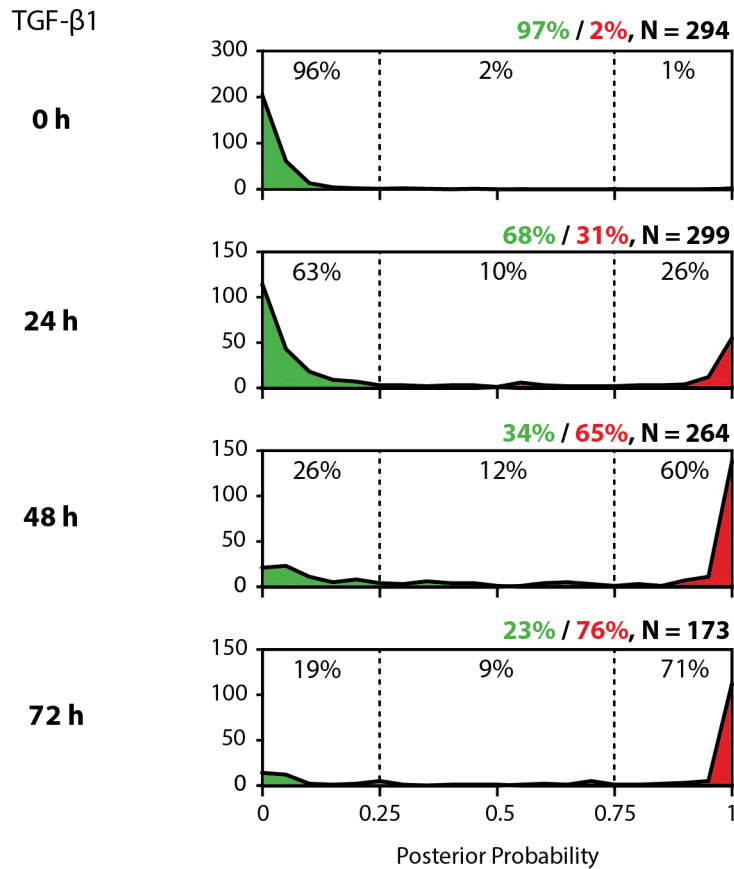 TGF-β1
97% / 2%, N = 294
300
96% 2% 1%
200
0 h
100
0
68% / 31%, N = 299
150
63% 10% 26%
100
24 h
50
0
34% / 65%, N = 264
150
26% 12% 60%
100
48 h
50
0
23% / 76%, N = 173
150
19% 9% 71%
100
72 h
50
0
0 0.25 0.5 0.75 1
Posterior Probability